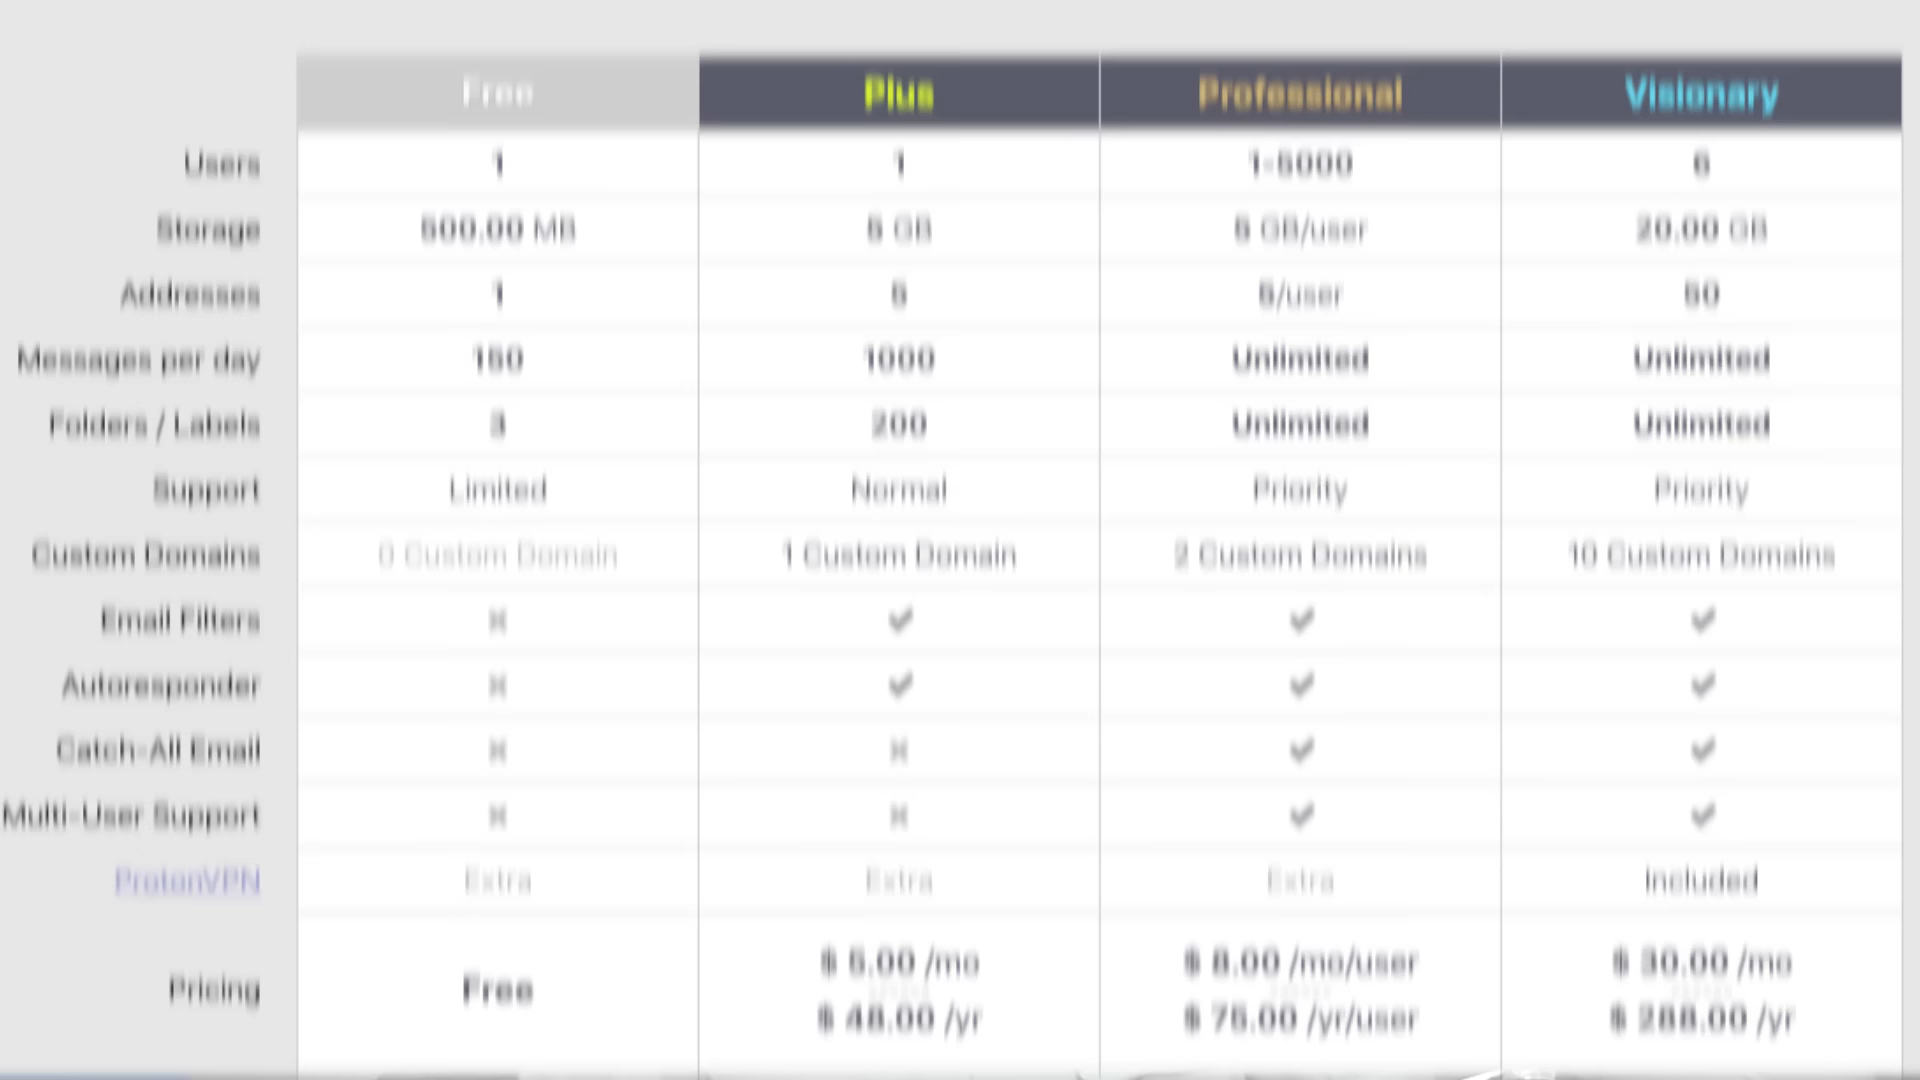 Free Plus Professional Visionary
Users 1 1 1-5000 6
Storage 500.00 MB 5 GB 5 GB/user 20.00 GB
Addresses 1 5 5/user 50
Messages per day 150 1000 Unlimited Unlimited
Folders / Labels 3 200 Unlimited Unlimited
Support Limited Normal Priority Priority
Custom Domains 0 Custom Domain 1 Custom Domain 2 Custom Domains 10 Custom Domains
Email Filters
Autoresponder
Catch-All Email
Multi-User Support
ProtonVPN Extra Extra Extra Included
Pricing Free $ 5.00 /mo $ 8.00 /mo/user $ 30.00 /mo
$ 48.00 /yr $ 75.00 /yr/user $ 288.00 /yr